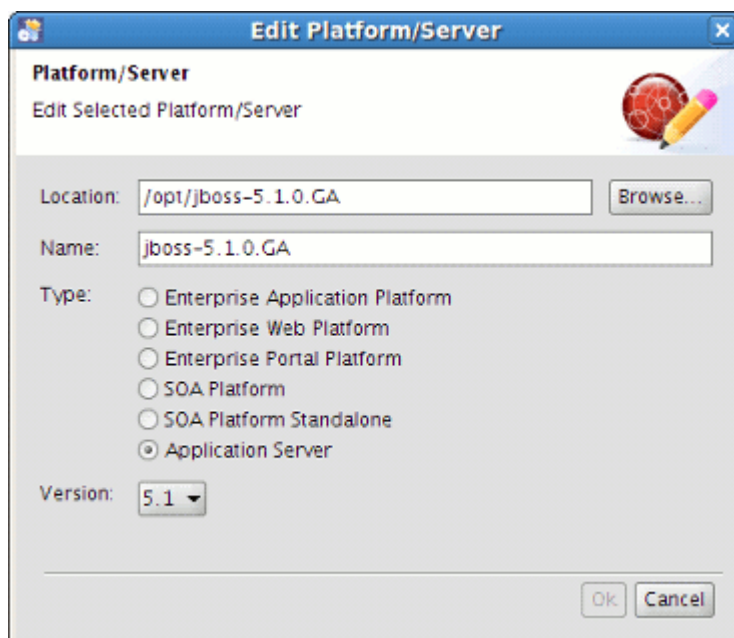 Edit Platform/Server
Platform/Server
Edit Selected Platform/Server
Location: /opt/jboss-5.1.0.GA Browse...
Name: jboss-5.1.0.GA
Type: Enterprise Application Platform
Enterprise Web Platform
Enterprise Portal Platform
SOA Platform
SOA Platform Standalone
Application Server
Version: 5.1
Ok Cancel